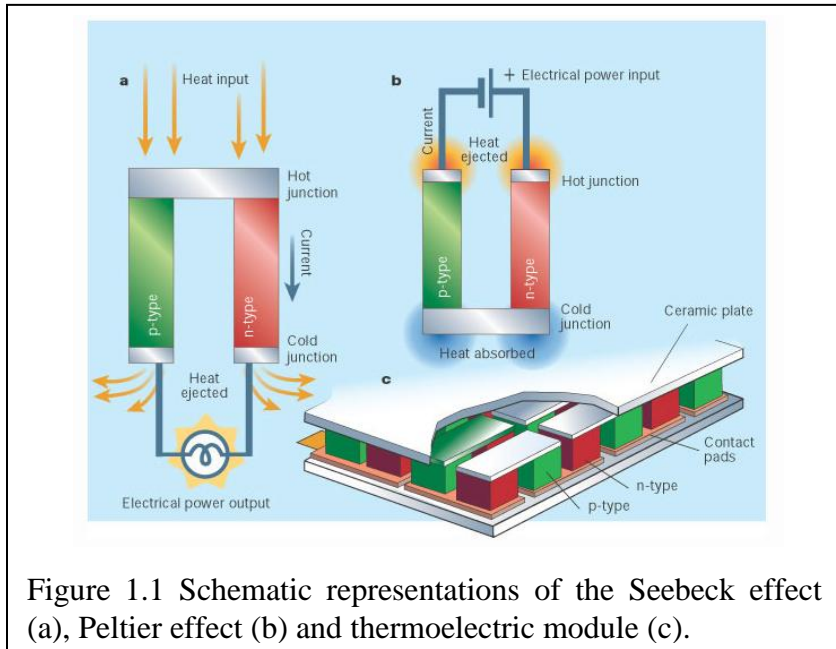 a
Heat input
Hot
junction
Current
p-type
n-type
Cold
junction
Heat
ejected
Electrical power output
b
+ Electrical power input
Current
Heat
ejected
Hot junction
p-type
n-type
Cold
junction
Heat absorbed
c
Ceramic plate
Contact
pads
n-type
p-type
Figure 1.1 Schematic representations of the Seebeck effect
(a), Peltier effect (b) and thermoelectric module (c).